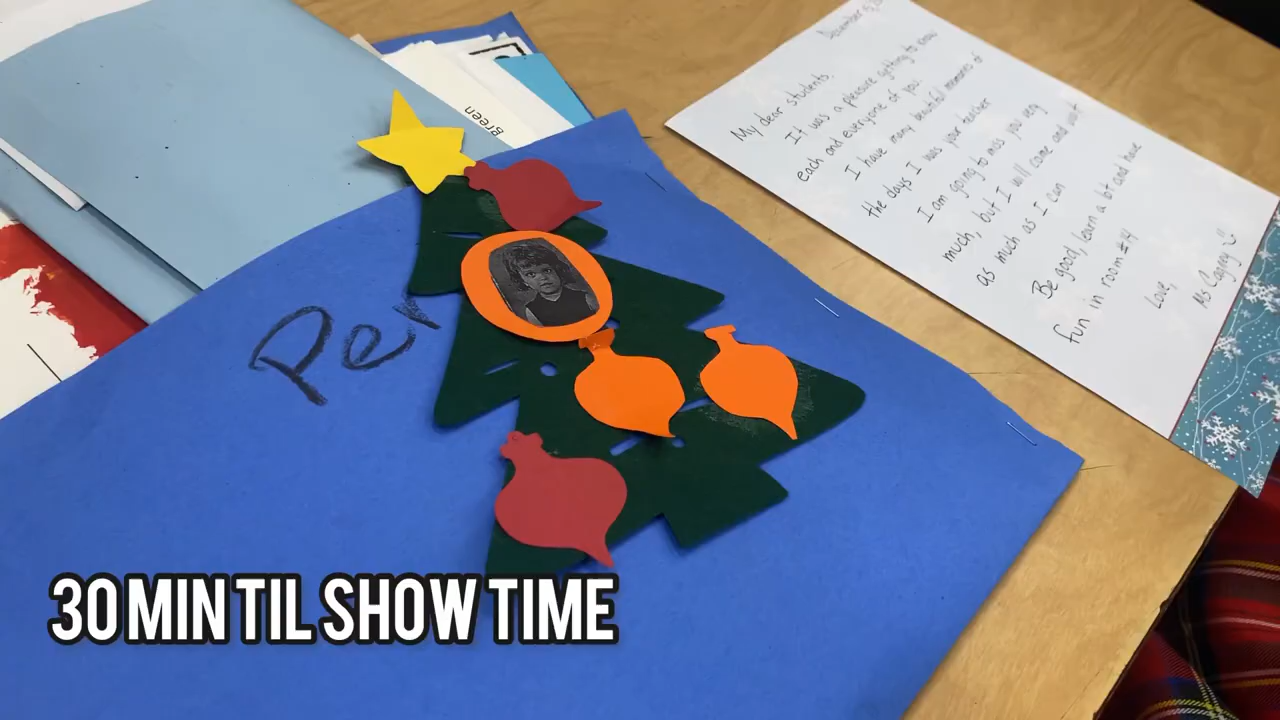 green
Per
December 15,
My dear students.
It was a pleasure getting to know
each and everyone of you.
I have many beautiful memories of
the days I was your teacher
I am going to miss you very
much, but I will come and
as much as I can
Be good, learn a lot and have
fun in room #4
Love,
Ms
30 MIN TIL SHOW TIME